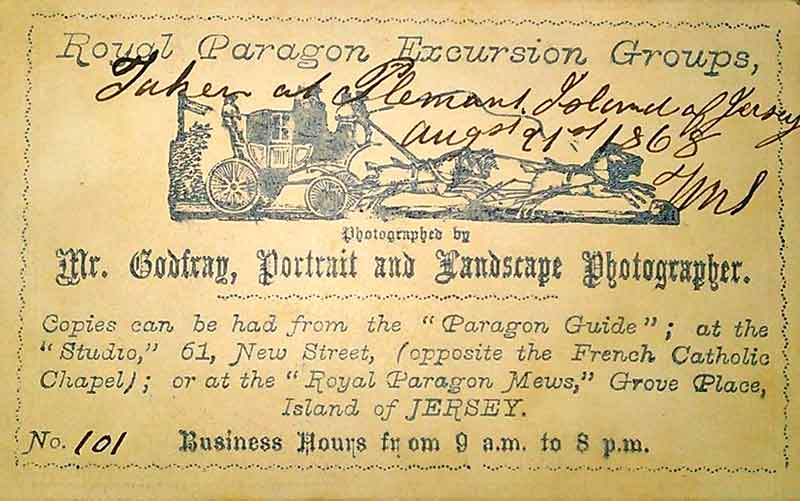 Royal Paragon Excursion Groups,
Taken at Plemont Island of Jersey
Augst 21st 1868
Photographed by
Mr. Godfray, Portrait and Landscape Photographer.
Copies can be had from the "Paragon Guide"; at the
"Studio," 61, New Street, (opposite the French Catholic
Chapel); or at the "Royal Paragon Mews," Grove Place,
Island of JERSEY.
No. 101 Business Hours from 9 a.m. to 8 p.m.